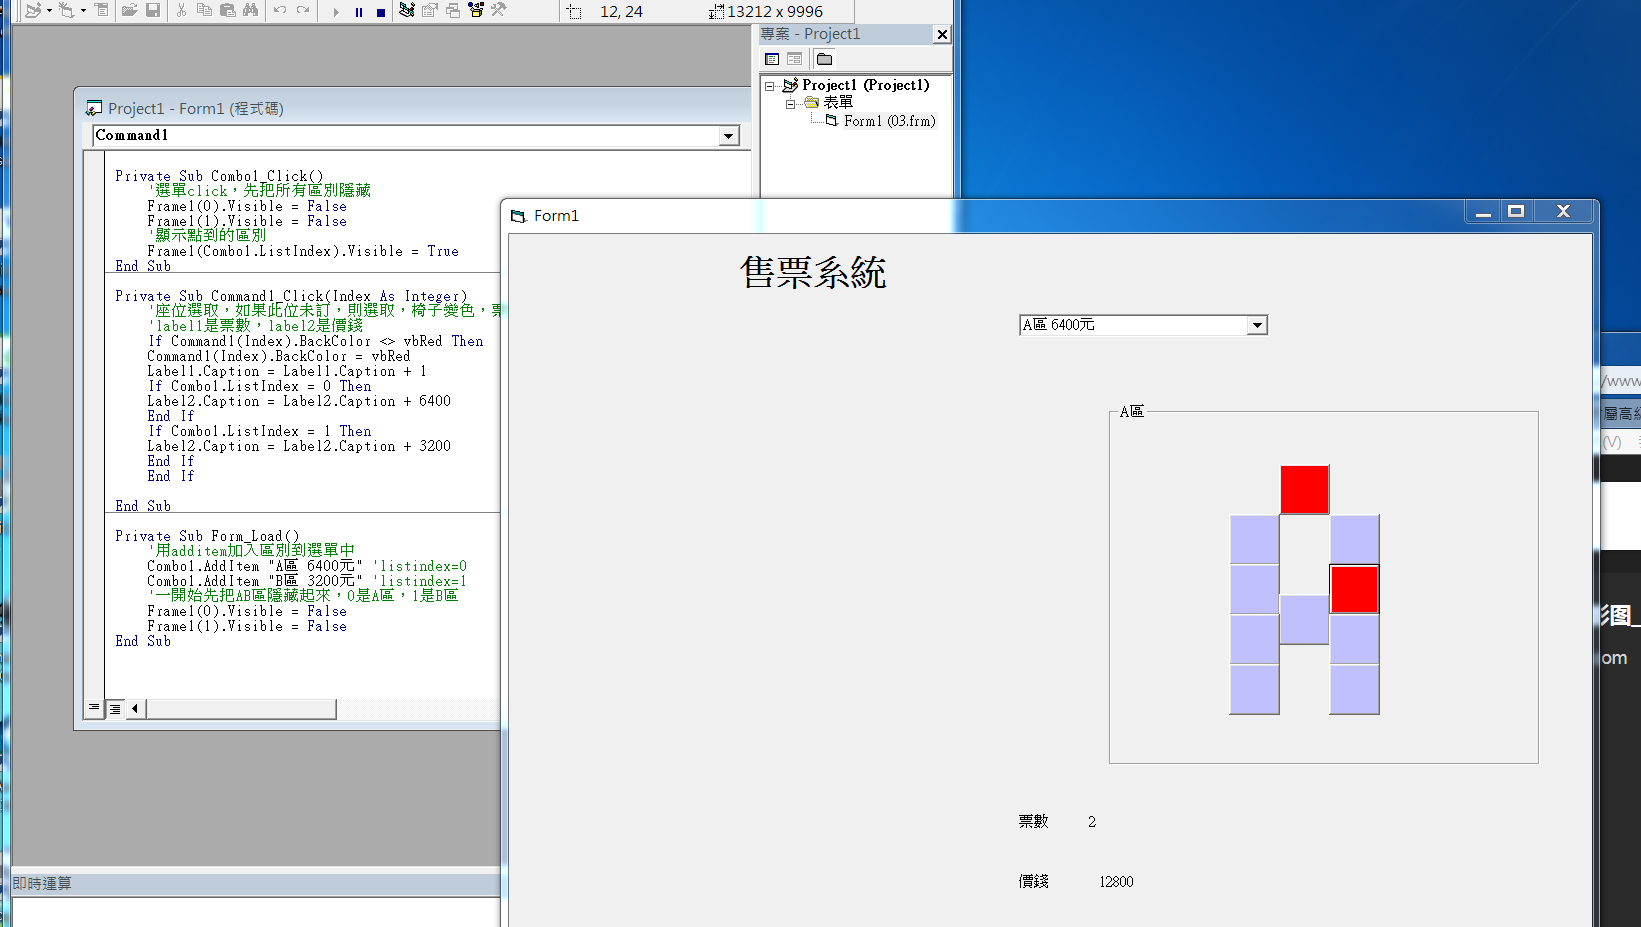 12, 24
13212 x 9996
專案 - Project1
Project1 (Project1)
表單
Form1 (03.frm)
Project1 - Form1 (程式碼)
Command1
Private Sub Combo1_Click()
'選單click，先把所有區別隱藏
Frame1(0).Visible = False
Frame1(1).Visible = False
'顯示點到的區別
Frame1(Combo1.ListIndex).Visible = True
End Sub
Private Sub Command1_Click(Index As Integer)
'座位選取，如果此位未訂，則選取，椅子變色，票
'label1是票數，label2是價錢
If Command1(Index).BackColor <> vbRed Then
Command1(Index).BackColor = vbRed
Label1.Caption = Label1.Caption + 1
If Combo1.ListIndex = 0 Then
Label2.Caption = Label2.Caption + 6400
End If
If Combo1.ListIndex = 1 Then
Label2.Caption = Label2.Caption + 3200
End If
End If
End Sub
Private Sub Form_Load()
'用additem加入區別到選單中
Combo1.AddItem "A區 6400元" 'listindex=0
Combo1.AddItem "B區 3200元" 'listindex=1
'一開始先把AB區隱藏起來，0是A區，1是B區
Frame1(0).Visible = False
Frame1(1).Visible = False
End Sub
即時運算
Form1
售票系統
A區 6400元
A區
票數 2
價錢 12800
/www
屬高級
(V)
彩图_
om